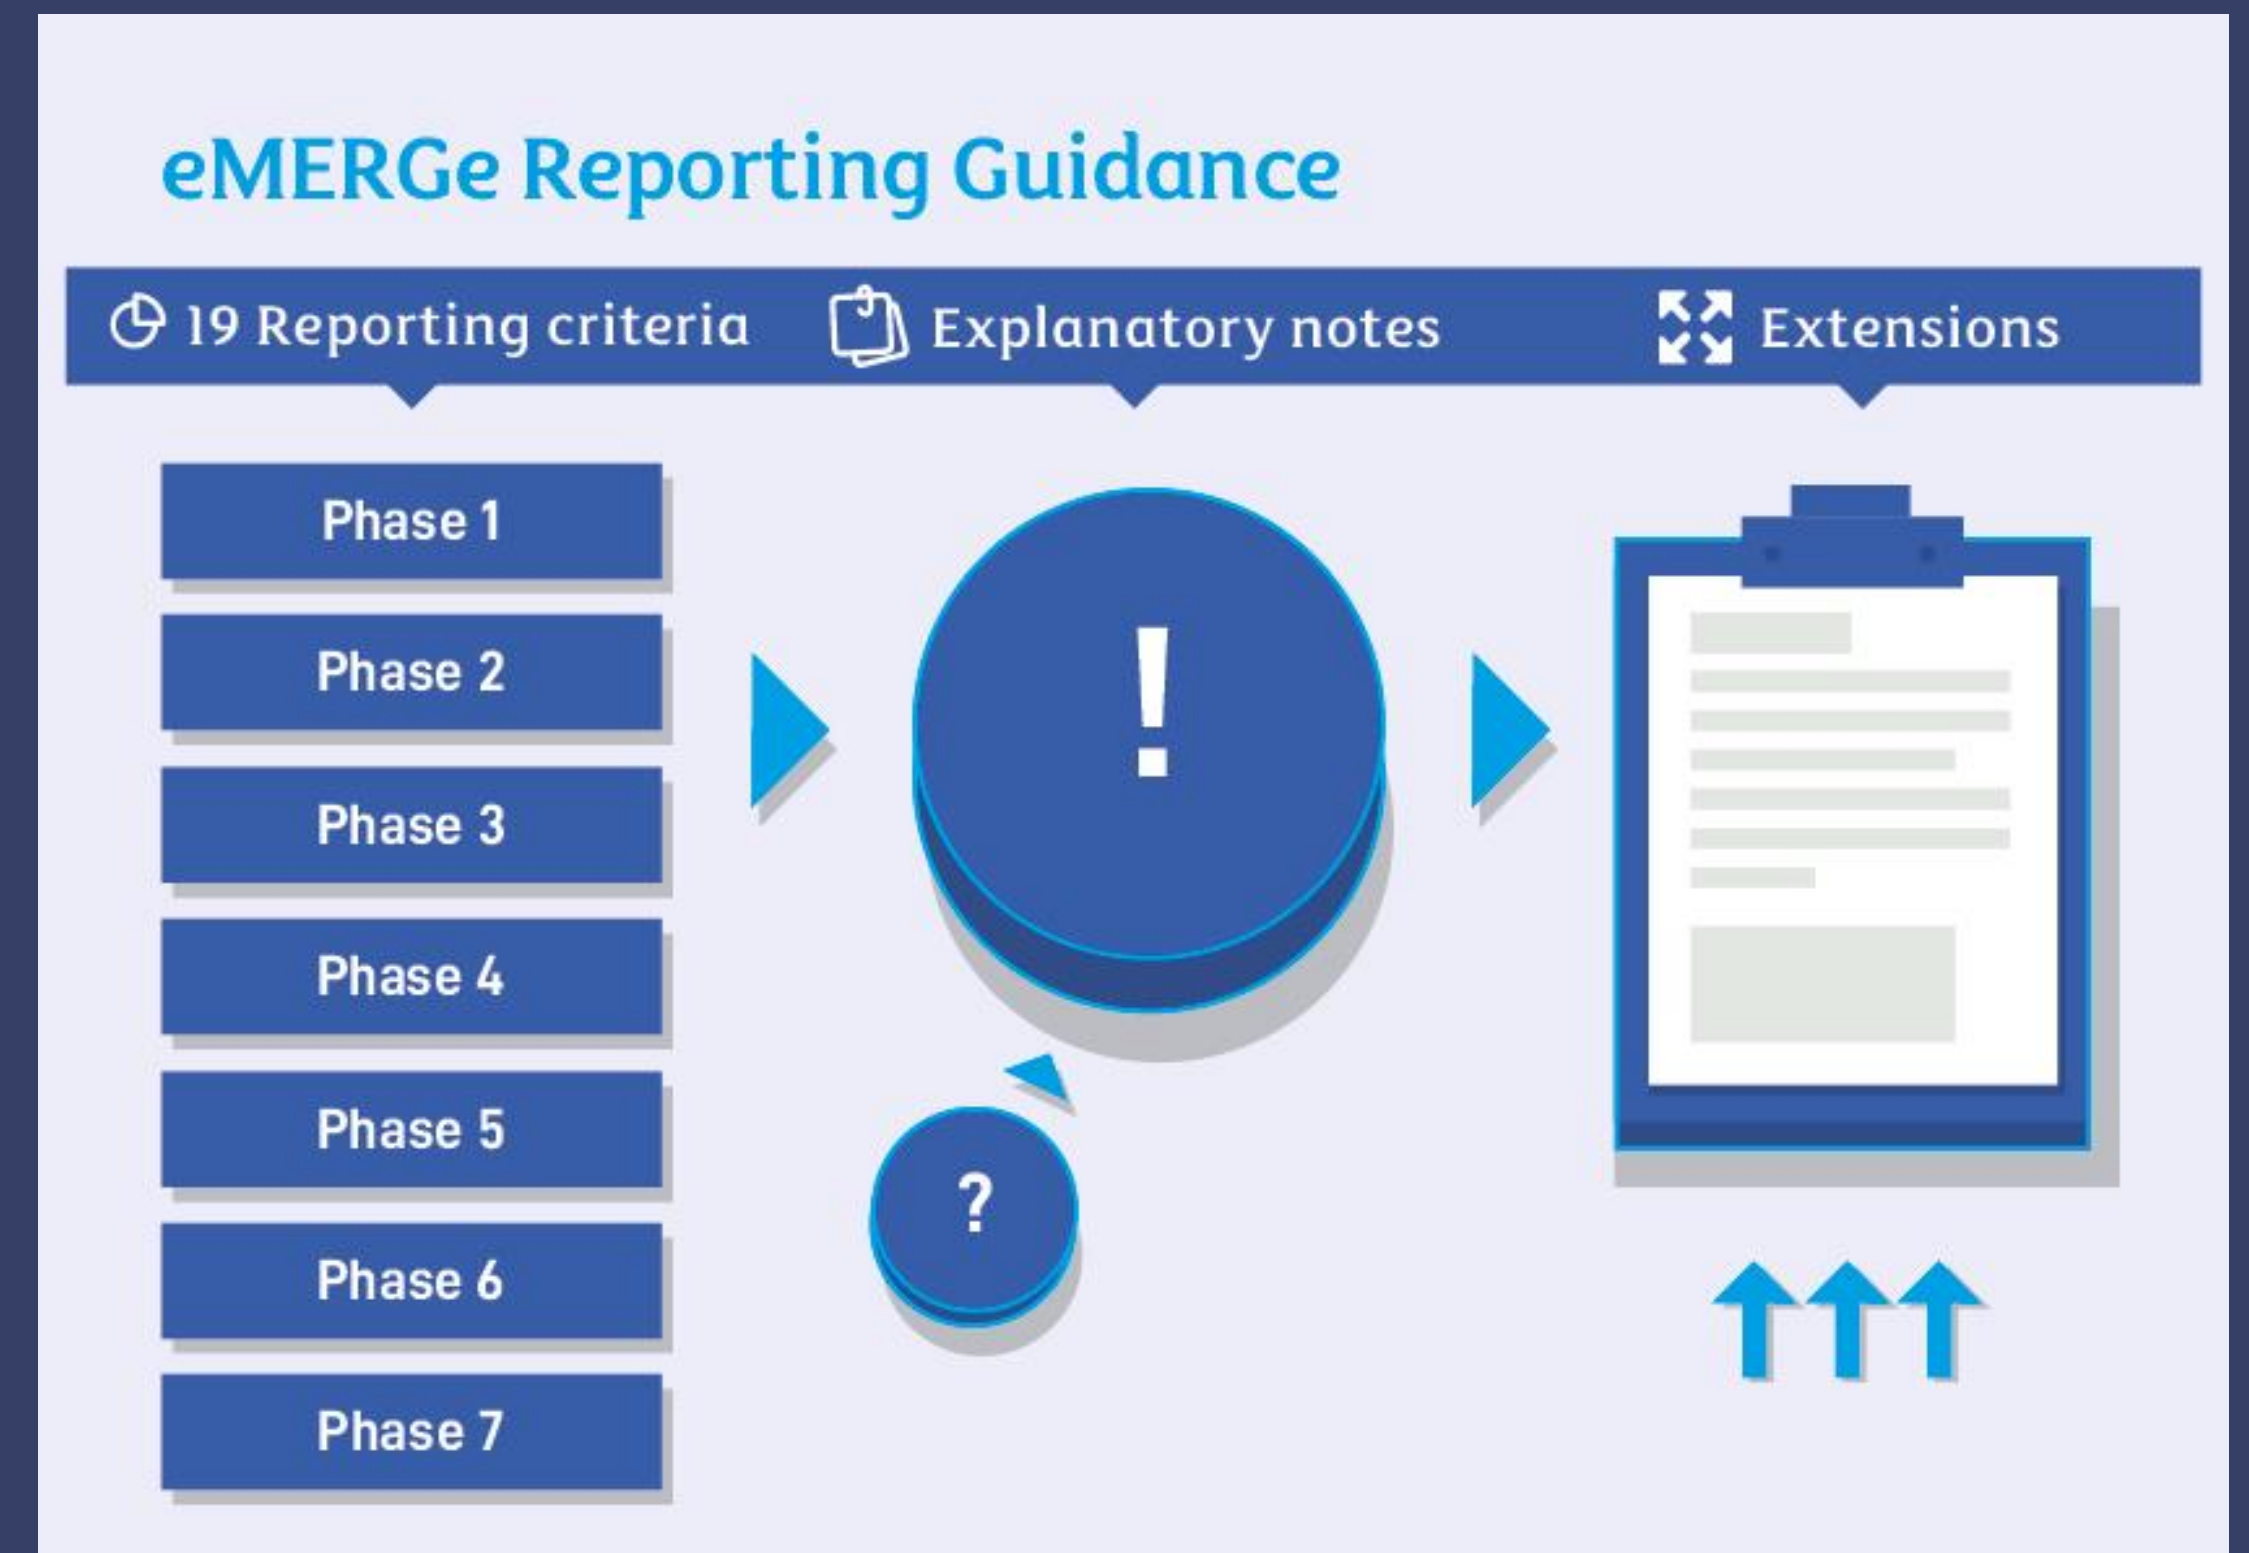 eMERGe Reporting Guidance
19 Reporting criteria
Explanatory notes
Extensions
Phase 1
Phase 2
Phase 3
Phase 4
Phase 5
Phase 6
Phase 7
!
?